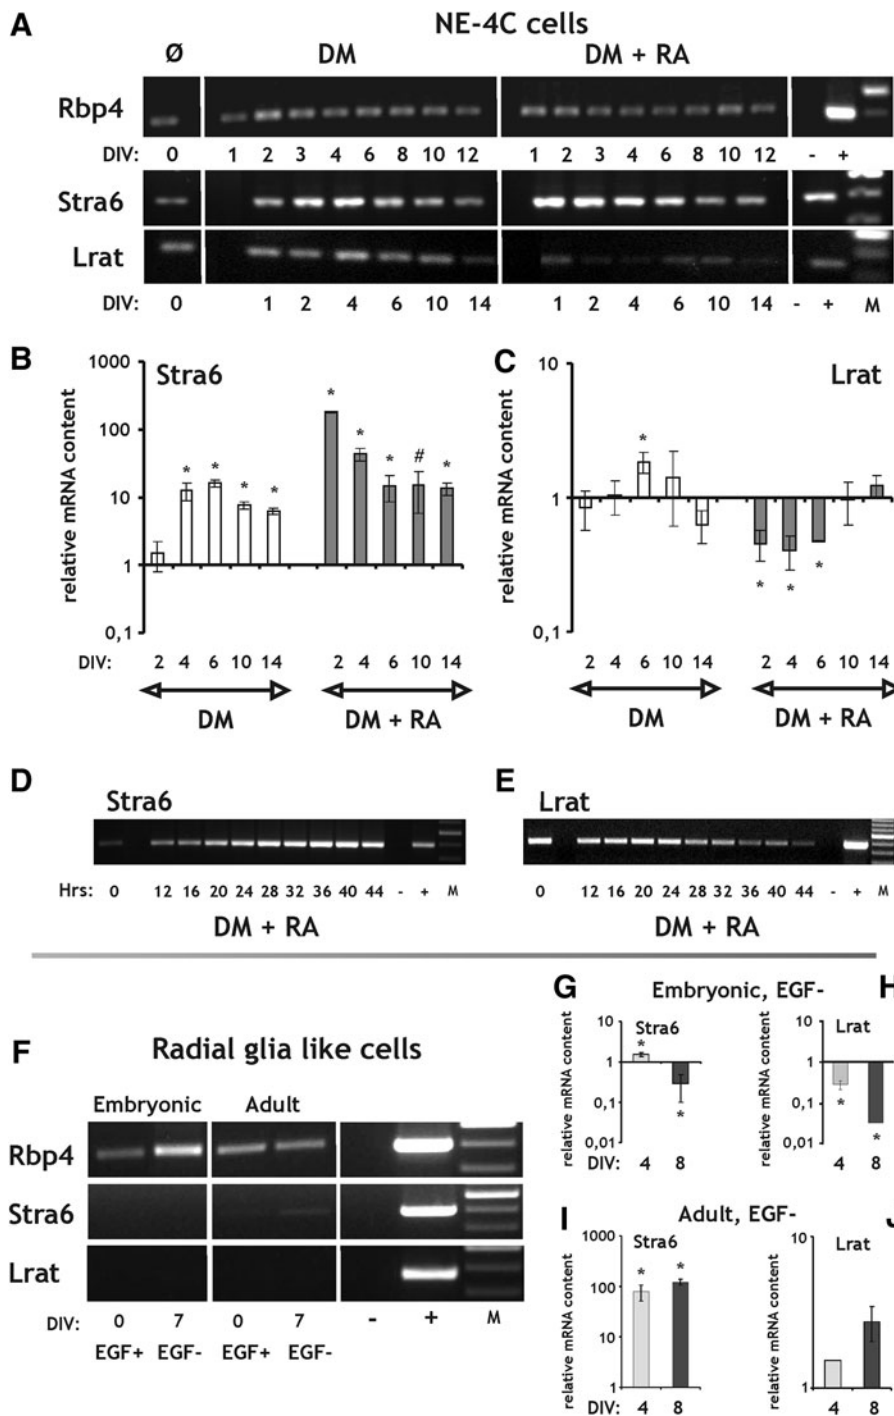 A
NE-4C cells
Ø DM DM + RA
Rbp4
DIV: 0 1 2 3 4 6 8 10 12 1 2 3 4 6 8 10 12 - +
Stra6
Lrat
DIV: 0 1 2 4 6 10 14 1 2 4 6 10 14 - + M
B
Stra6
relative mRNA content
1000
100
10
1
0,1
* * * * * * * * # *
DIV: 2 4 6 10 14 2 4 6 10 14
DM DM + RA
C
Lrat
relative mRNA content
10
1
0,1
* * * *
2 4 6 10 14 2 4 6 10 14
DM DM + RA
D
Stra6
Hrs: 0 12 16 20 24 28 32 36 40 44 - + M
DM + RA
E
Lrat
0 12 16 20 24 28 32 36 40 44 - + M
DM + RA
F
Radial glia like cells
Embryonic Adult
Rbp4
Stra6
Lrat
DIV: 0 7 0 7 - + M
EGF+ EGF- EGF+ EGF-
G
Embryonic, EGF-
H
Stra6
relative mRNA content
10
1
0,1
0,01
* *
DIV: 4 8
Lrat
relative mRNA content
10
1
0,1
0,01
* *
4 8
I
Adult, EGF-
J
Stra6
relative mRNA content
1000
100
10
1
* *
DIV: 4 8
Lrat
relative mRNA content
10
1
4 8